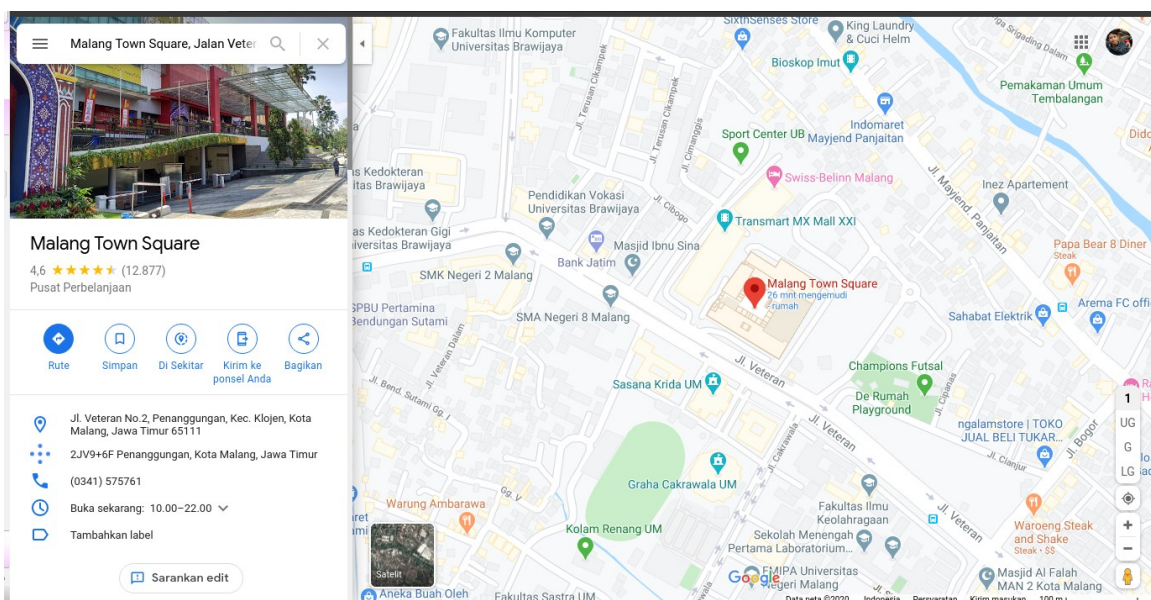 Malang Town Square, Jalan Veter
Malang Town Square
4,6 (12.877)
Pusat Perbelanjaan
Rute
Simpan
Di Sekitar
Kirim ke
ponsel Anda
Bagikan
Jl. Veteran No.2, Penanggungan, Kec. Klojen, Kota
Malang, Jawa Timur 65111
2JV9+6F Penanggungan, Kota Malang, Jawa Timur
(0341) 575761
Buka sekarang: 10.00–22.00
Tambahkan label
Sarankan edit
SixthSenses Store
King Laundry
& Cuci Helm
Fakultas Ilmu Komputer
Universitas Brawijaya
Bioskop Imut
Jl. Terusan Cikampek
Pemakaman Umum
Tembalangan
Indomaret
Mayjend Panjaitan
Sport Center UB
Jl. Terusan Cikampek
Jl. Cimanggis
as Kedokteran
itas Brawijaya
Swiss-Belinn Malang
Jl. Mayjend. Panjaitan
Inez Apartement
Pendidikan Vokasi
Universitas Brawijaya
Jl. Cibogo
Transmart MX Mall XXI
as Kedokteran Gigi
Masjid Ibnu Sina
Bank Jatim
Papa Bear 8 Diner
Steak
SMK Negeri 2 Malang
Malang Town Square
26 mnt mengemudi
rumah
SPBU Pertamina
Bendungan Sutami
SMA Negeri 8 Malang
Sahabat Elektrik
Arema FC offi
Jl. Veteran Dalam
Jl. Veteran
Champions Futsal
Jl. Bend. Sutami Gg. I
Sasana Krida UM
De Rumah
Playground
Jl. Cipanas
1
UG
G
LG
ngalamstore | TOKO
JUAL BELI TUKAR...
Jl. Bogor
Jl. Cakrawala
Jl. Veteran
Jl. Cianjur
Graha Cakrawala UM
Gg. V
Warung Ambarawa
Fakultas Ilmu
Keolahragaan
Jl. Veteran
Kolam Renang UM
Sekolah Menengah
Pertama Laboratorium...
Waroeng Steak
and Shake
Steak • $$
Satelit
Google
FMIPA Universitas
Negeri Malang
Masjid Al Falah
MAN 2 Kota Malang
Aneka Buah Oleh
Fakultas Sastra UM
Data peta ©2020 Indonesia Persyaratan Kirim masukan 100 m